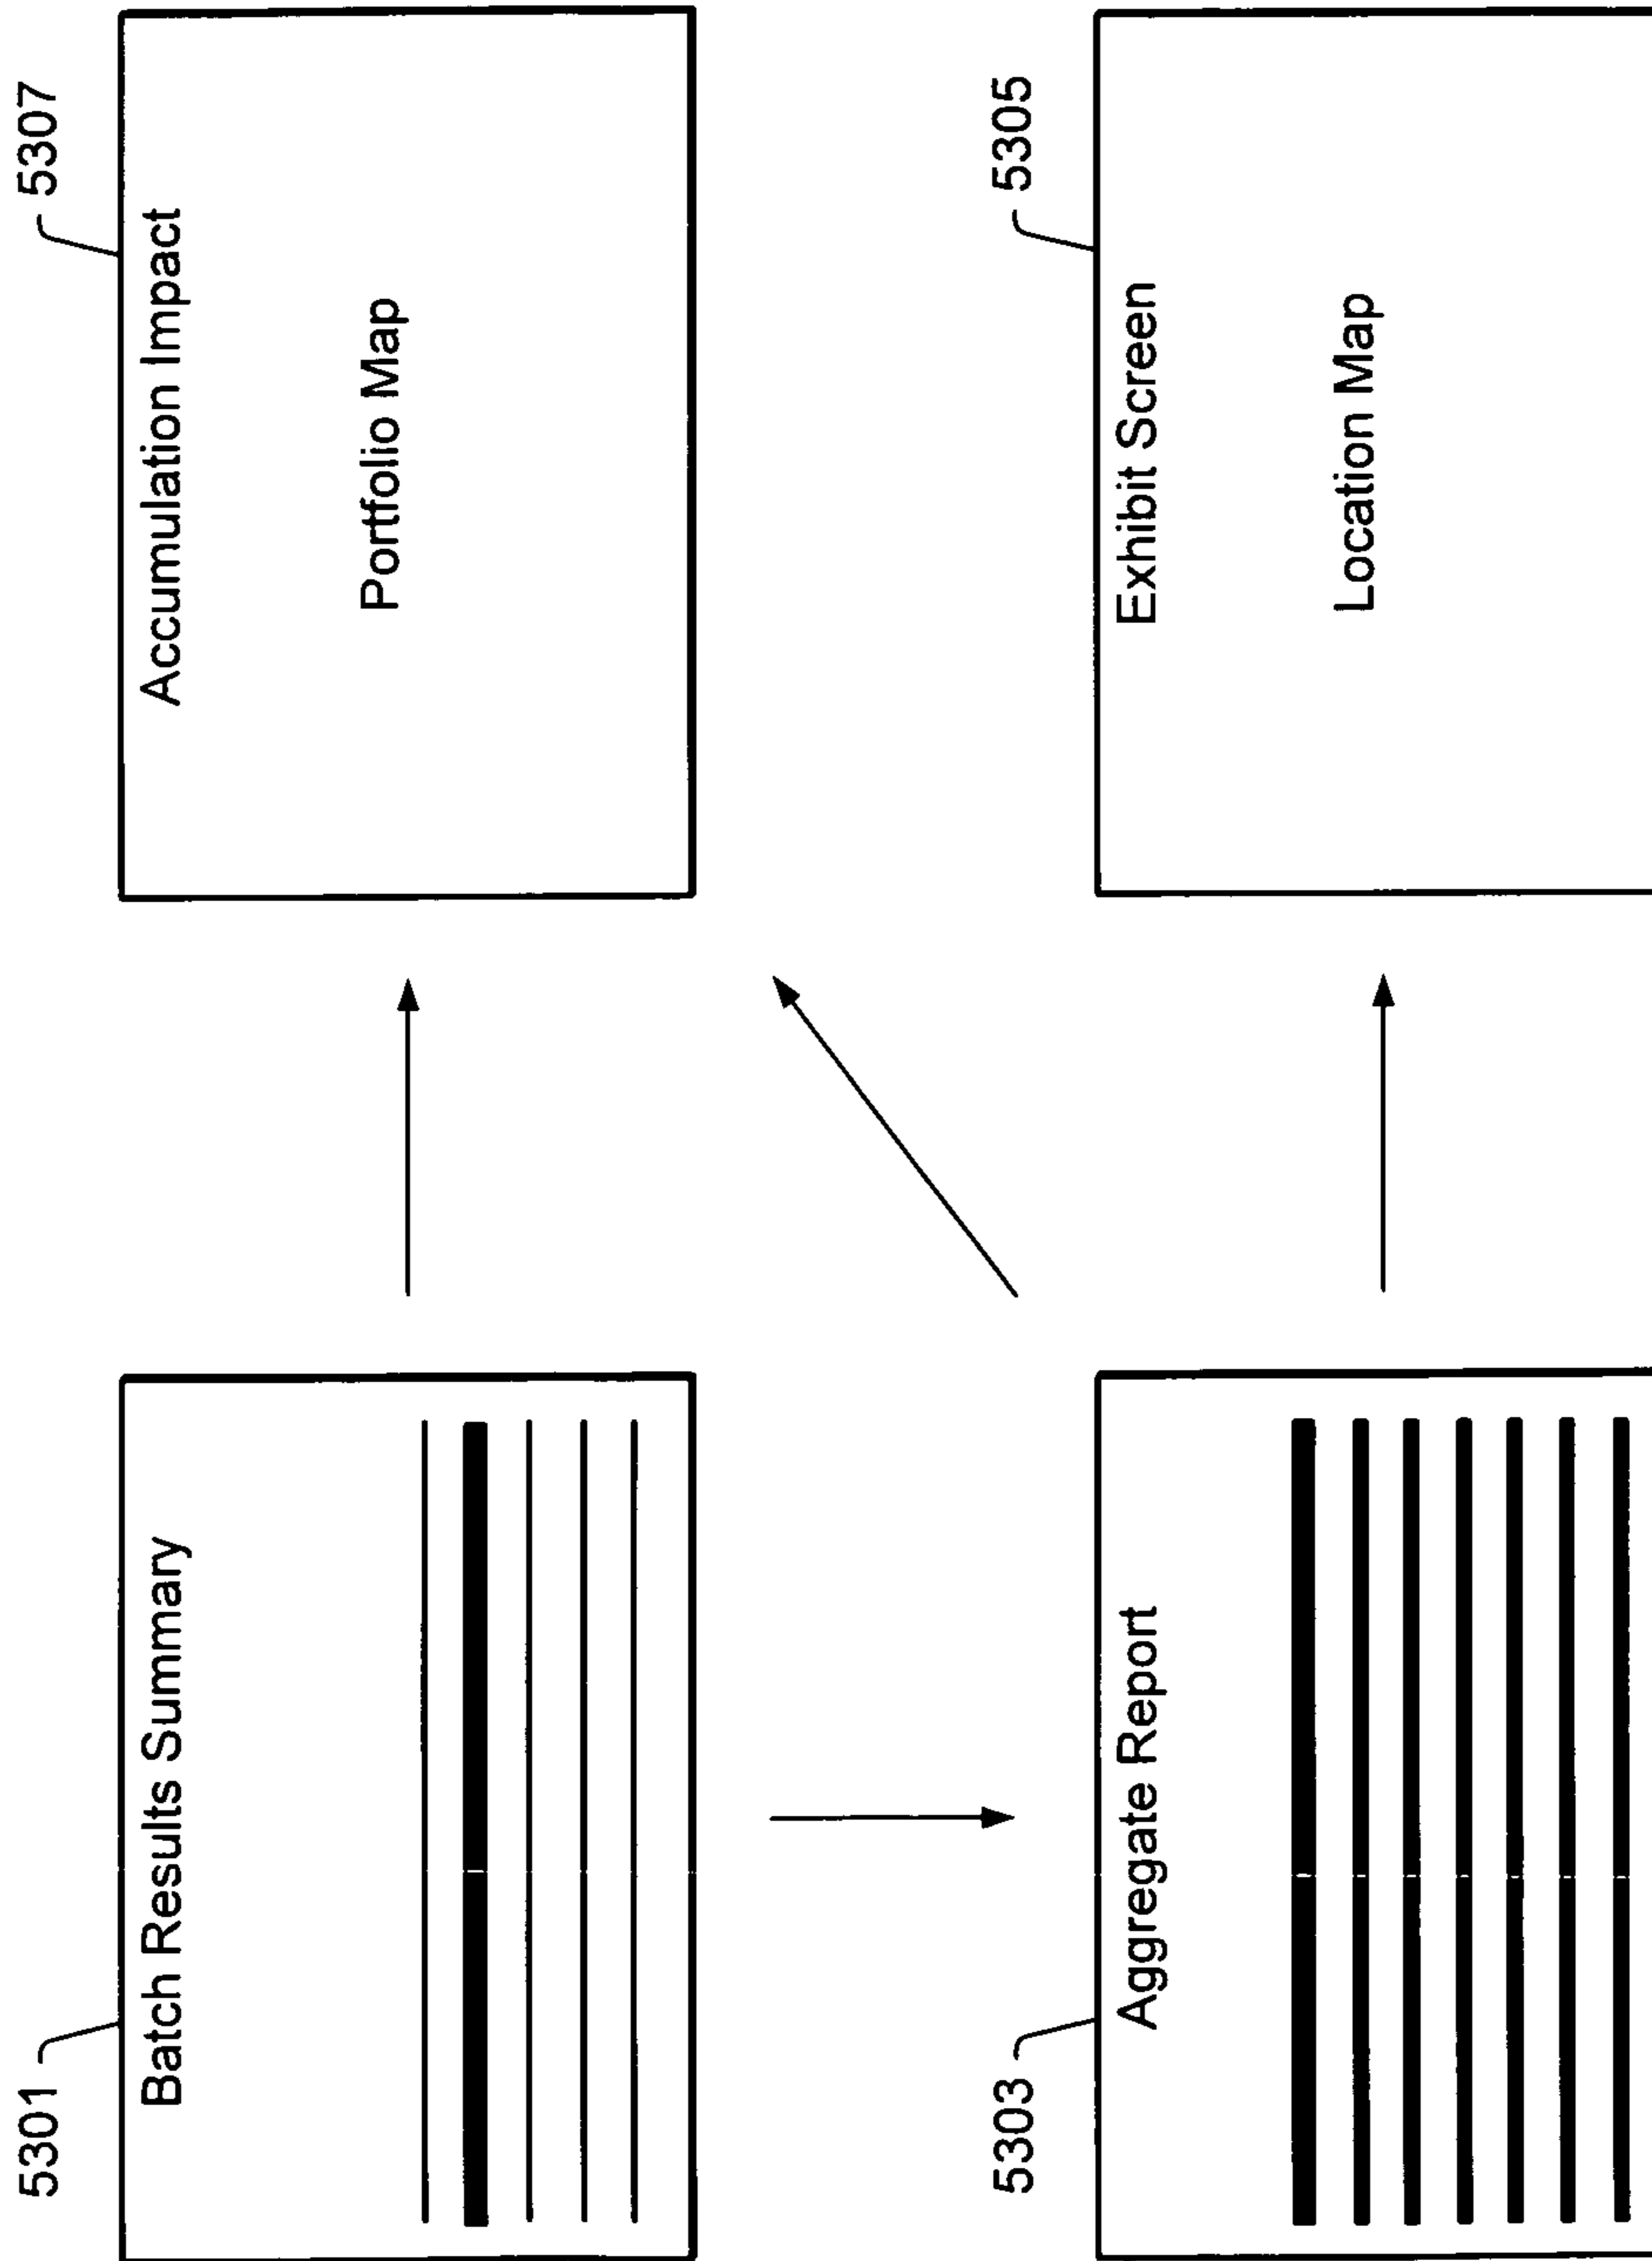 5301
Batch Results Summary
5307
Accumulation Impact
Portfolio Map
5303
Aggregate Report
5305
Exhibit Screen
Location Map